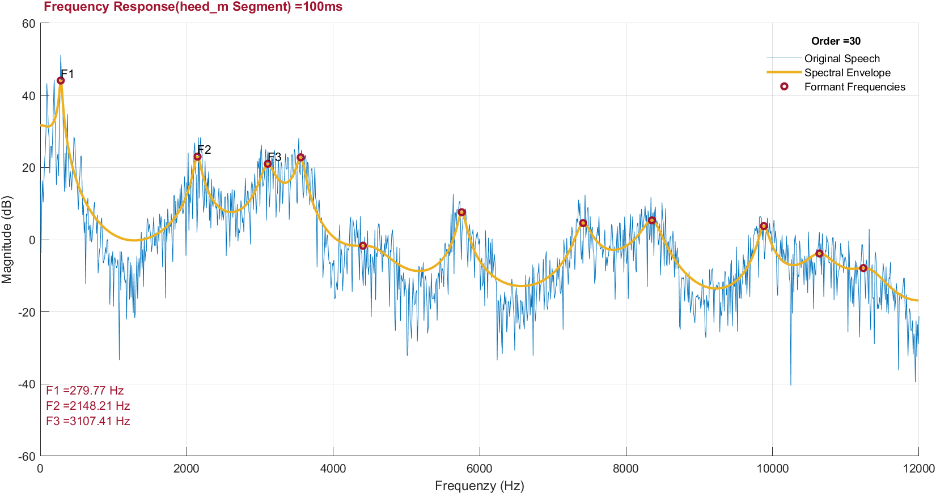 Frequency Response(heed_m Segment) =100ms
60
40
20
0
-20
-40
-60
Magnitude (dB)
Order =30
Original Speech
Spectral Envelope
Formant Frequencies
F1
F2
F3
F1 =279.77 Hz
F2 =2148.21 Hz
F3 =3107.41 Hz
0 2000 4000 6000 8000 10000 12000
Frequenzy (Hz)